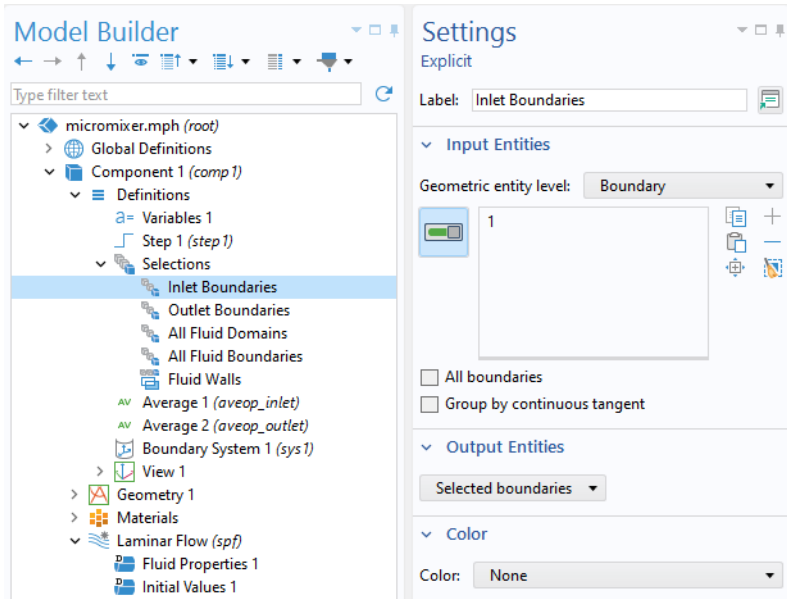 Model Builder
Type filter text
micromixer.mph (root)
Global Definitions
Component 1 (comp1)
Definitions
a= Variables 1
Step 1 (step1)
Selections
Inlet Boundaries
Outlet Boundaries
All Fluid Domains
All Fluid Boundaries
Fluid Walls
AV Average 1 (aveop_inlet)
AV Average 2 (aveop_outlet)
Boundary System 1 (sys1)
View 1
Geometry 1
Materials
Laminar Flow (spf)
D Fluid Properties 1
D Initial Values 1
Settings
Explicit
Label: Inlet Boundaries
Input Entities
Geometric entity level: Boundary
1
All boundaries
Group by continuous tangent
Output Entities
Selected boundaries
Color
Color: None